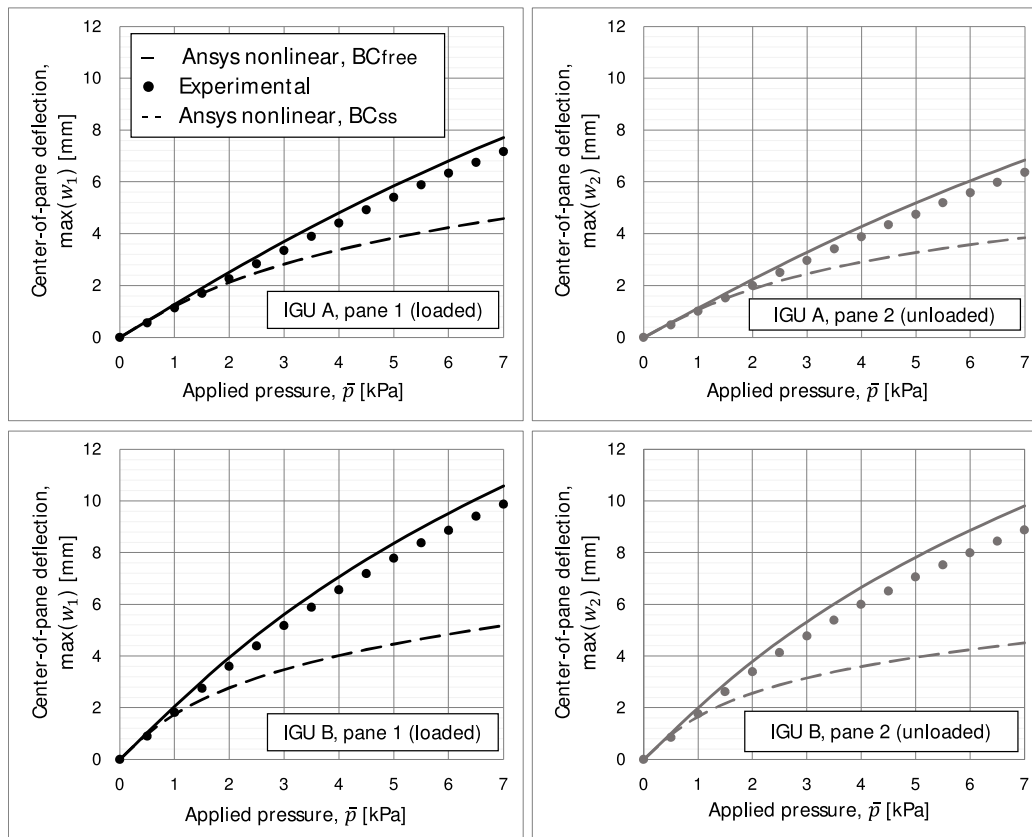 Center-of-pane deflection,
max(w₁) [mm]
12
10
8
6
4
2
0
Ansys nonlinear, BCfree
Experimental
Ansys nonlinear, BCss
IGU A, pane 1 (loaded)
0 1 2 3 4 5 6 7
Applied pressure, p̄ [kPa]
Center-of-pane deflection,
max(w₂) [mm]
12
10
8
6
4
2
0
IGU A, pane 2 (unloaded)
0 1 2 3 4 5 6 7
Applied pressure, p̄ [kPa]
Center-of-pane deflection,
max(w₁) [mm]
12
10
8
6
4
2
0
IGU B, pane 1 (loaded)
0 1 2 3 4 5 6 7
Applied pressure, p̄ [kPa]
Center-of-pane deflection,
max(w₂) [mm]
12
10
8
6
4
2
0
IGU B, pane 2 (unloaded)
0 1 2 3 4 5 6 7
Applied pressure, p̄ [kPa]